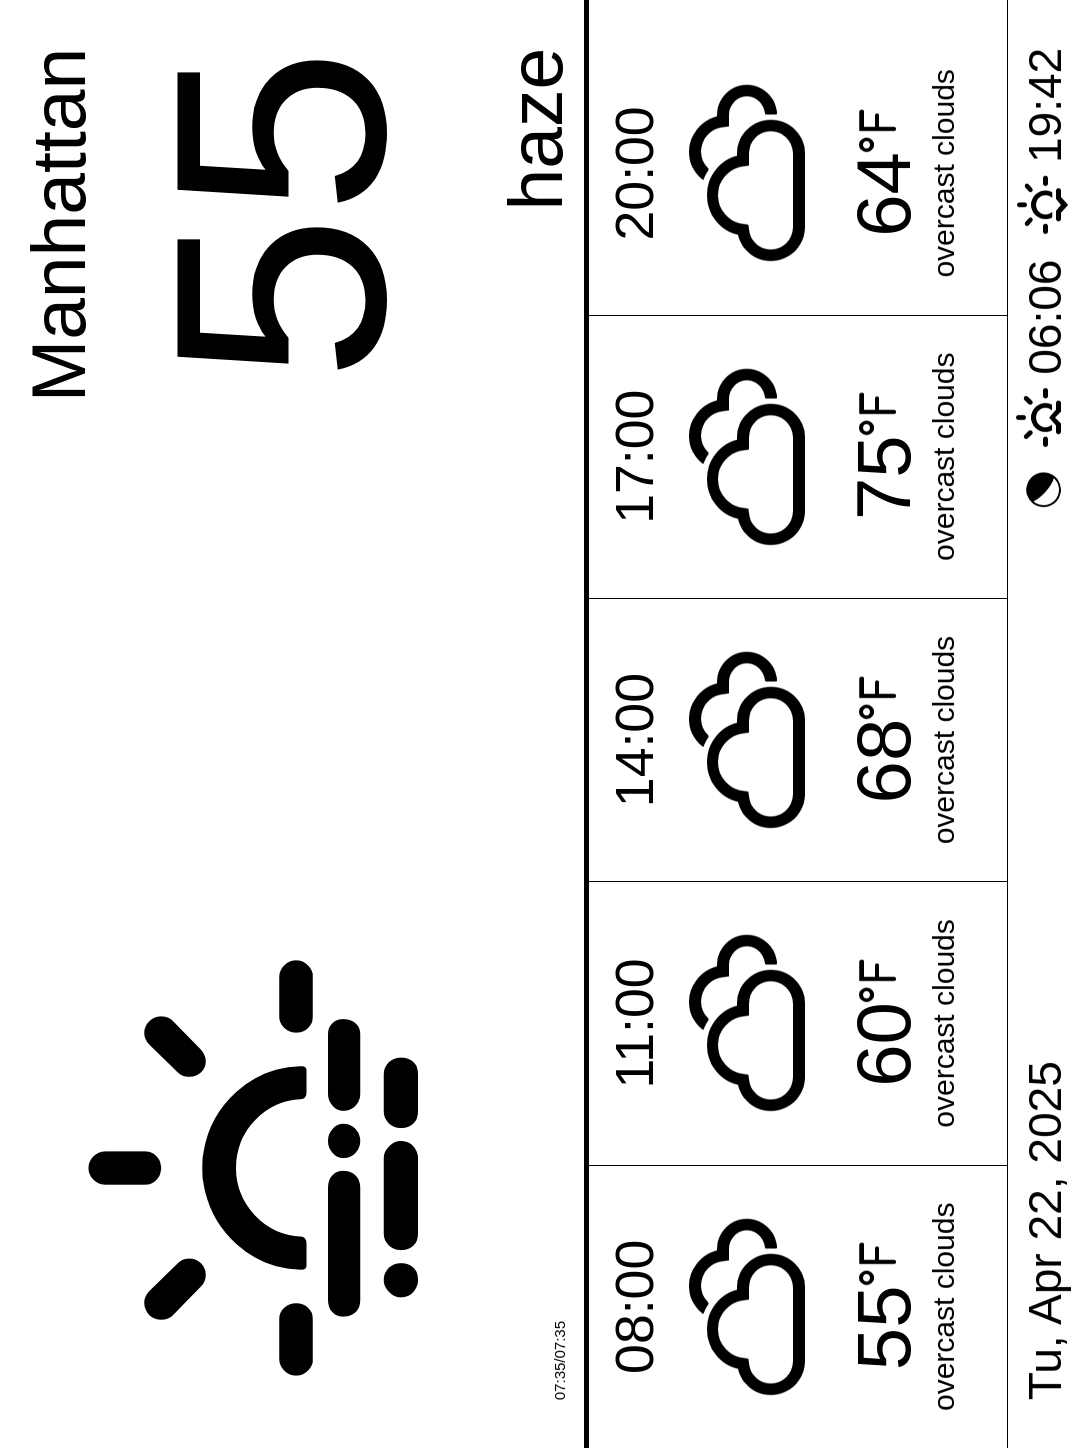 Manhattan
55
haze
07:35/07:35
08:00 11:00 14:00 17:00 20:00
55°F 60°F 68°F 75°F 64°F
overcast clouds overcast clouds overcast clouds overcast clouds overcast clouds
Tu, Apr 22, 2025 06:06 19:42